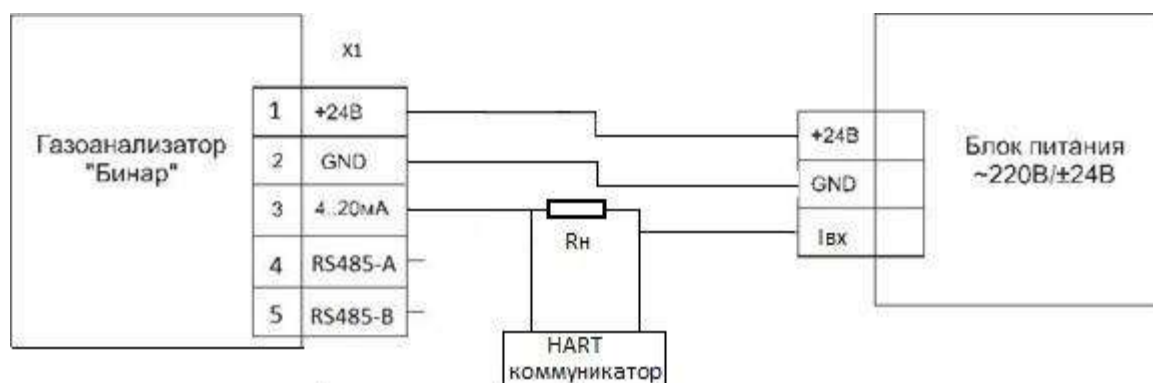 X1
Газоанализатор
"Бинар"
1 +24В
2 GND
3 4..20мА
4 RS485-А
5 RS485-В
Rн
HART
коммуникатор
+24В
GND
Iвх
Блок питания
~220В/±24В